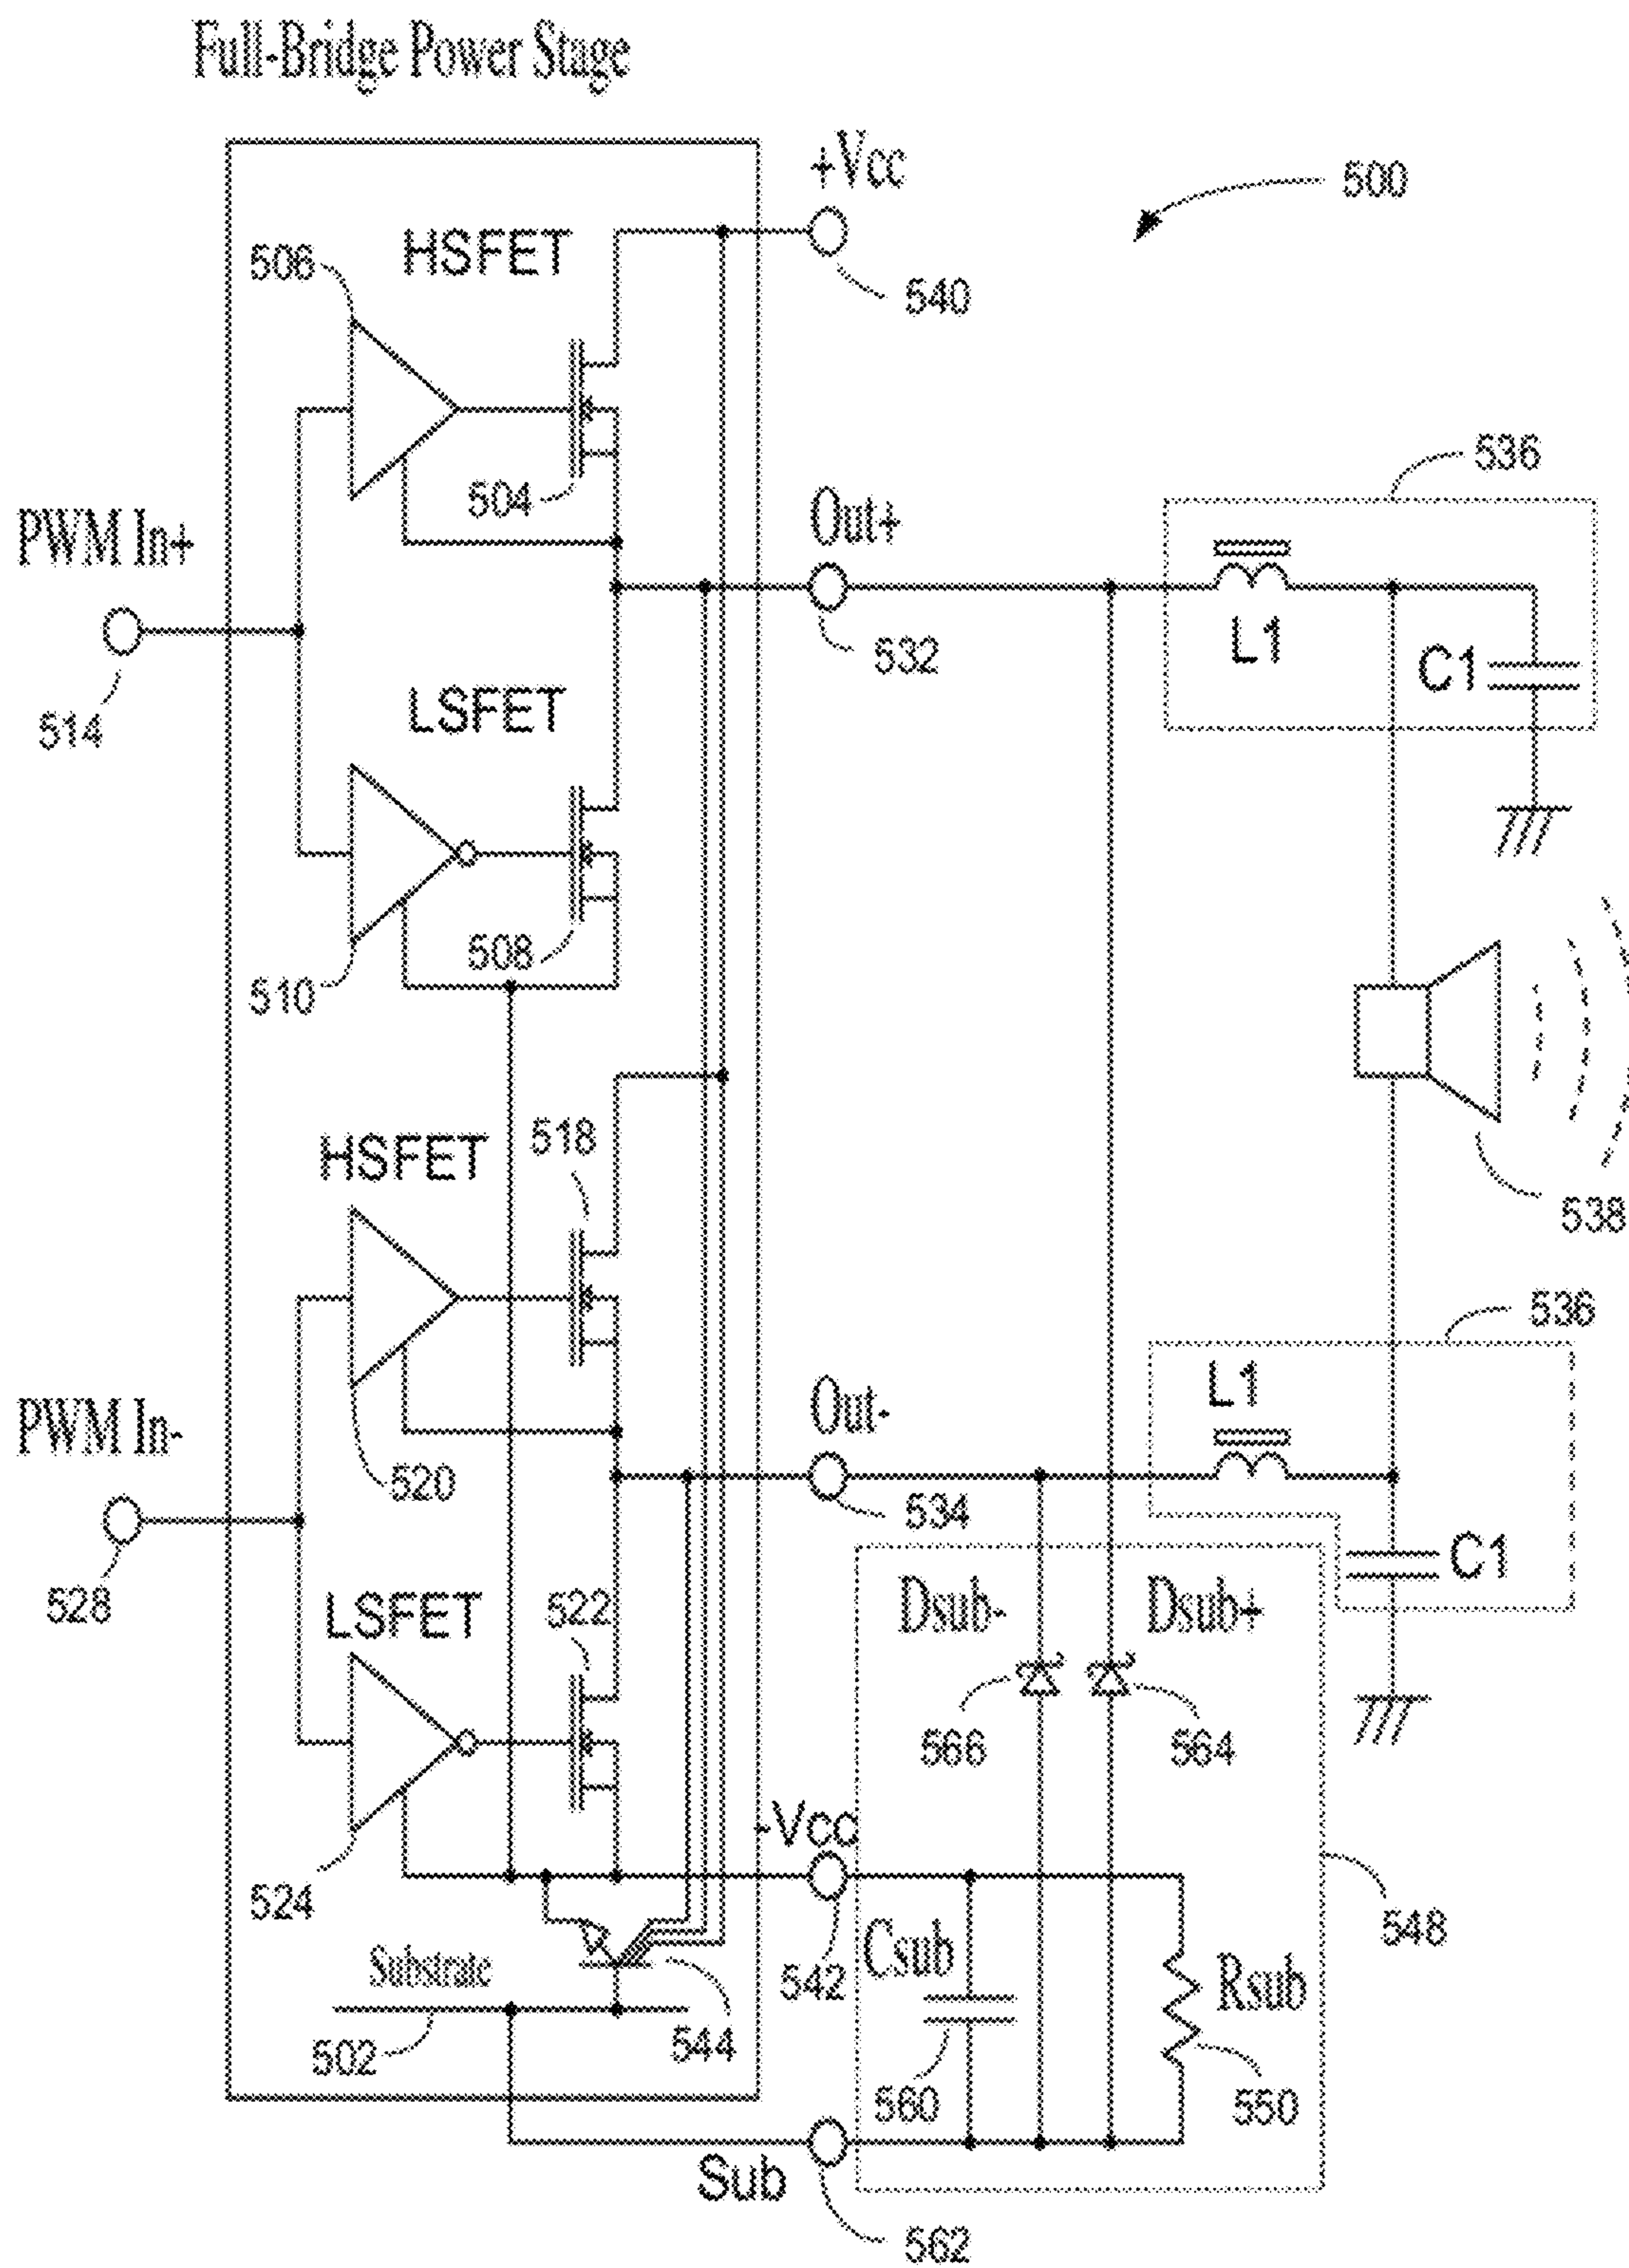 Full-Bridge Power Stage
+Vcc
500
506
HSFET
540
504
536
PWM In+
Out+
L1
C1
532
514
LSFET
508
510
518
HSFET
538
536
L1
Out-
PWM In-
520
534
C1
528
LSFET
522
Dsub-
Dsub+
566
564
-Vcc
524
548
Csub
542
Substrate
Rsub
502
544
560
550
Sub
562